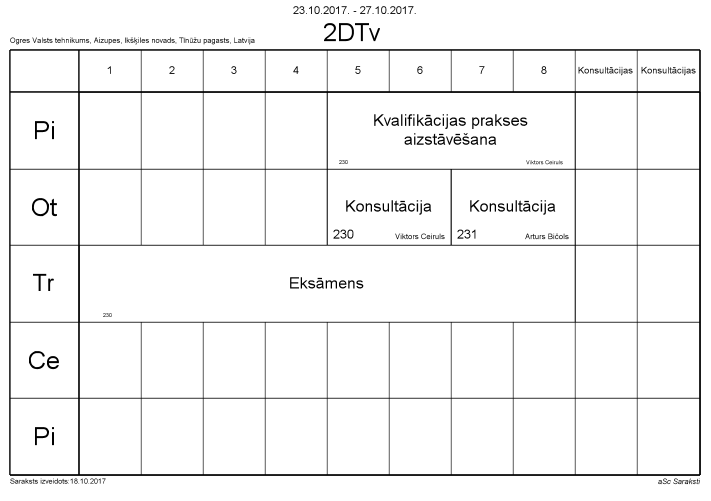 23.10.2017. - 27.10.2017.
2DTv
Ogres Valsts tehnikums, Aizupes, Ikšķiles novads, Tīnūžu pagasts, Latvija
1 2 3 4 5 6 7 8 Konsultācijas Konsultācijas
Pi
Kvalifikācijas prakses
aizstāvēšana
230 Viktors Ceiruls
Ot
Konsultācija Konsultācija
230 Viktors Ceiruls 231 Arturs Bičols
Tr
Eksāmens
230
Ce
Pi
Saraksts izveidots:18.10.2017 aSc Saraksti